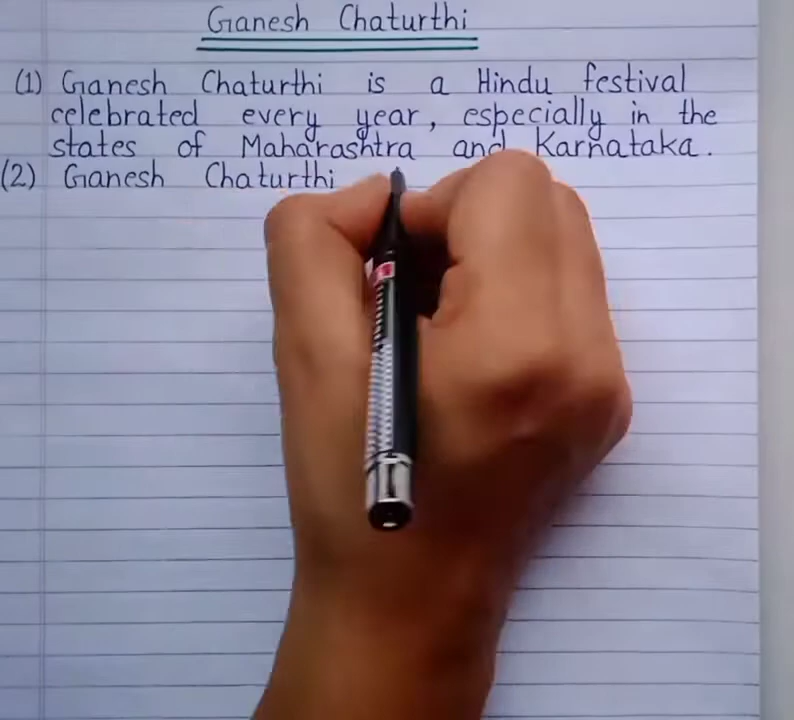 Ganesh Chaturthi
(1) Ganesh Chaturthi is a Hindu festival
celebrated every year, especially in the
states of Maharashtra and Karnataka.
(2) Ganesh Chaturthi